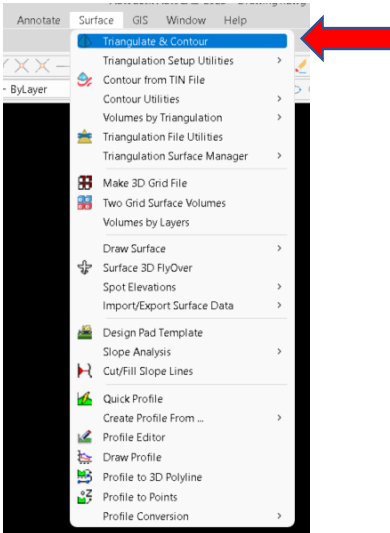 Annotate Surface GIS Window Help
Triangulate & Contour
Triangulation Setup Utilities
Contour from TIN File
ByLayer
Contour Utilities
Volumes by Triangulation
Triangulation File Utilities
Triangulation Surface Manager
Make 3D Grid File
Two Grid Surface Volumes
Volumes by Layers
Draw Surface
Surface 3D FlyOver
Spot Elevations
Import/Export Surface Data
Design Pad Template
Slope Analysis
Cut/Fill Slope Lines
Quick Profile
Create Profile From ...
Profile Editor
Draw Profile
Profile to 3D Polyline
Profile to Points
Profile Conversion